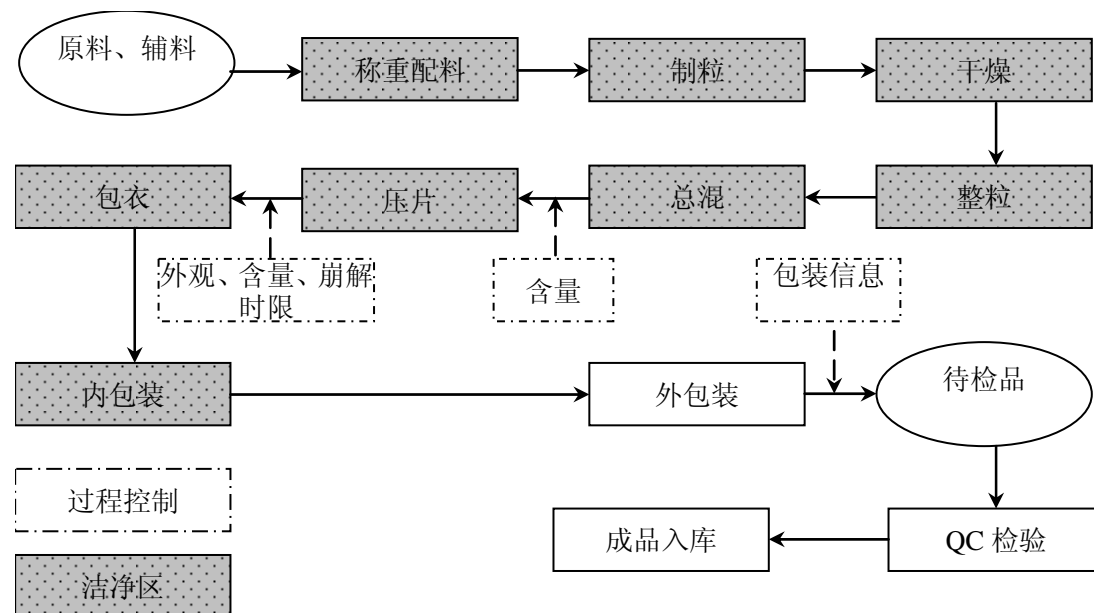 原料、辅料
称重配料
制粒
干燥
包衣
压片
总混
整粒
外观、含量、崩解
时限
含量
包装信息
内包装
外包装
待检品
过程控制
成品入库
QC 检验
洁净区